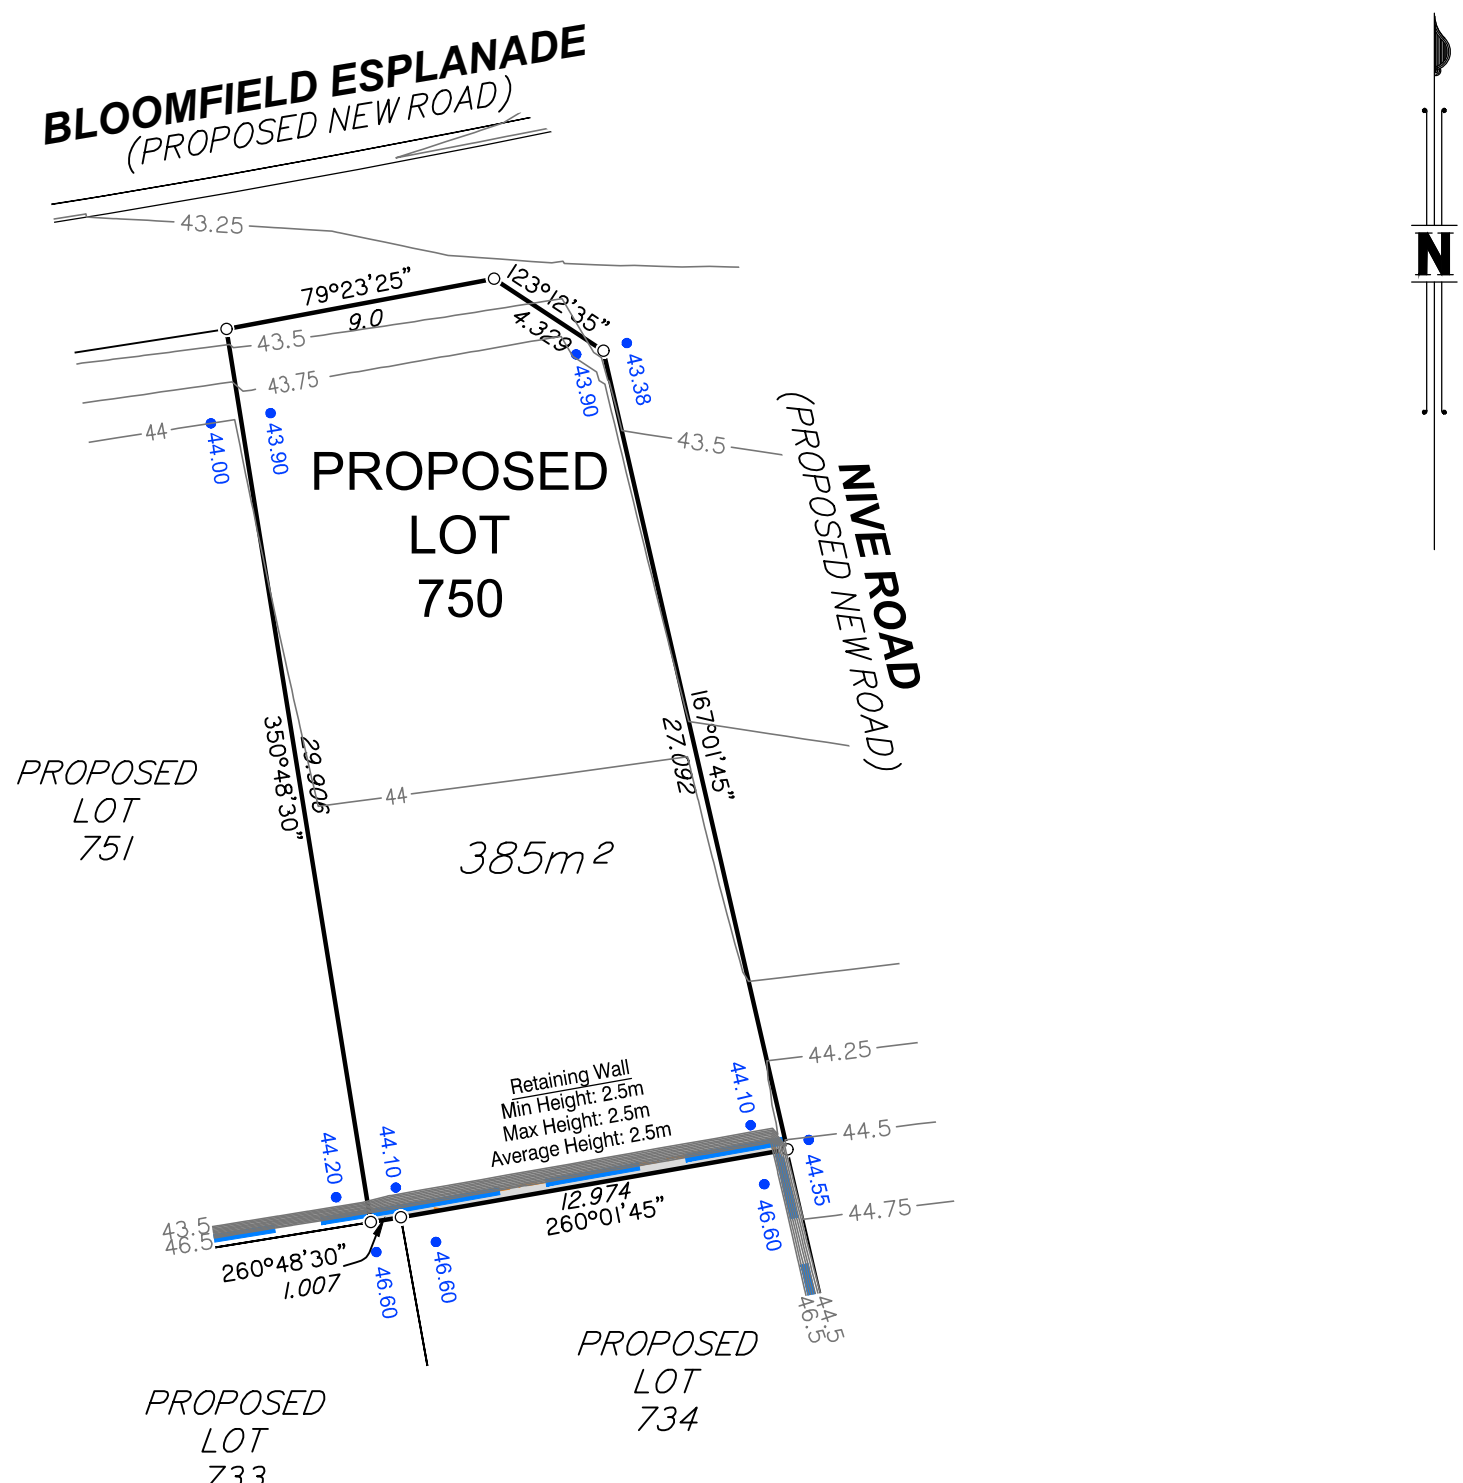 BLOOMFIELD ESPLANADE
(PROPOSED NEW ROAD)
N
43.25
79°23'25"
9.0
123°12'35"
4.329
43.5
43.75
44
44.00
43.90
43.90
43.38
43.5
PROPOSED
LOT
750
NIVE ROAD
(PROPOSED NEW ROAD)
350°48'30"
29.906
167°01'45"
27.092
PROPOSED
LOT
751
44
385m²
44.25
Retaining Wall
Min Height: 2.5m
Max Height: 2.5m
Average Height: 2.5m
44.10
44.20
44.10
44.5
44.55
46.60
12.974
260°01'45"
44.75
43.5
46.5
260°48'30"
1.007
46.60
46.60
44.5
46.5
PROPOSED
LOT
734
PROPOSED
LOT
733